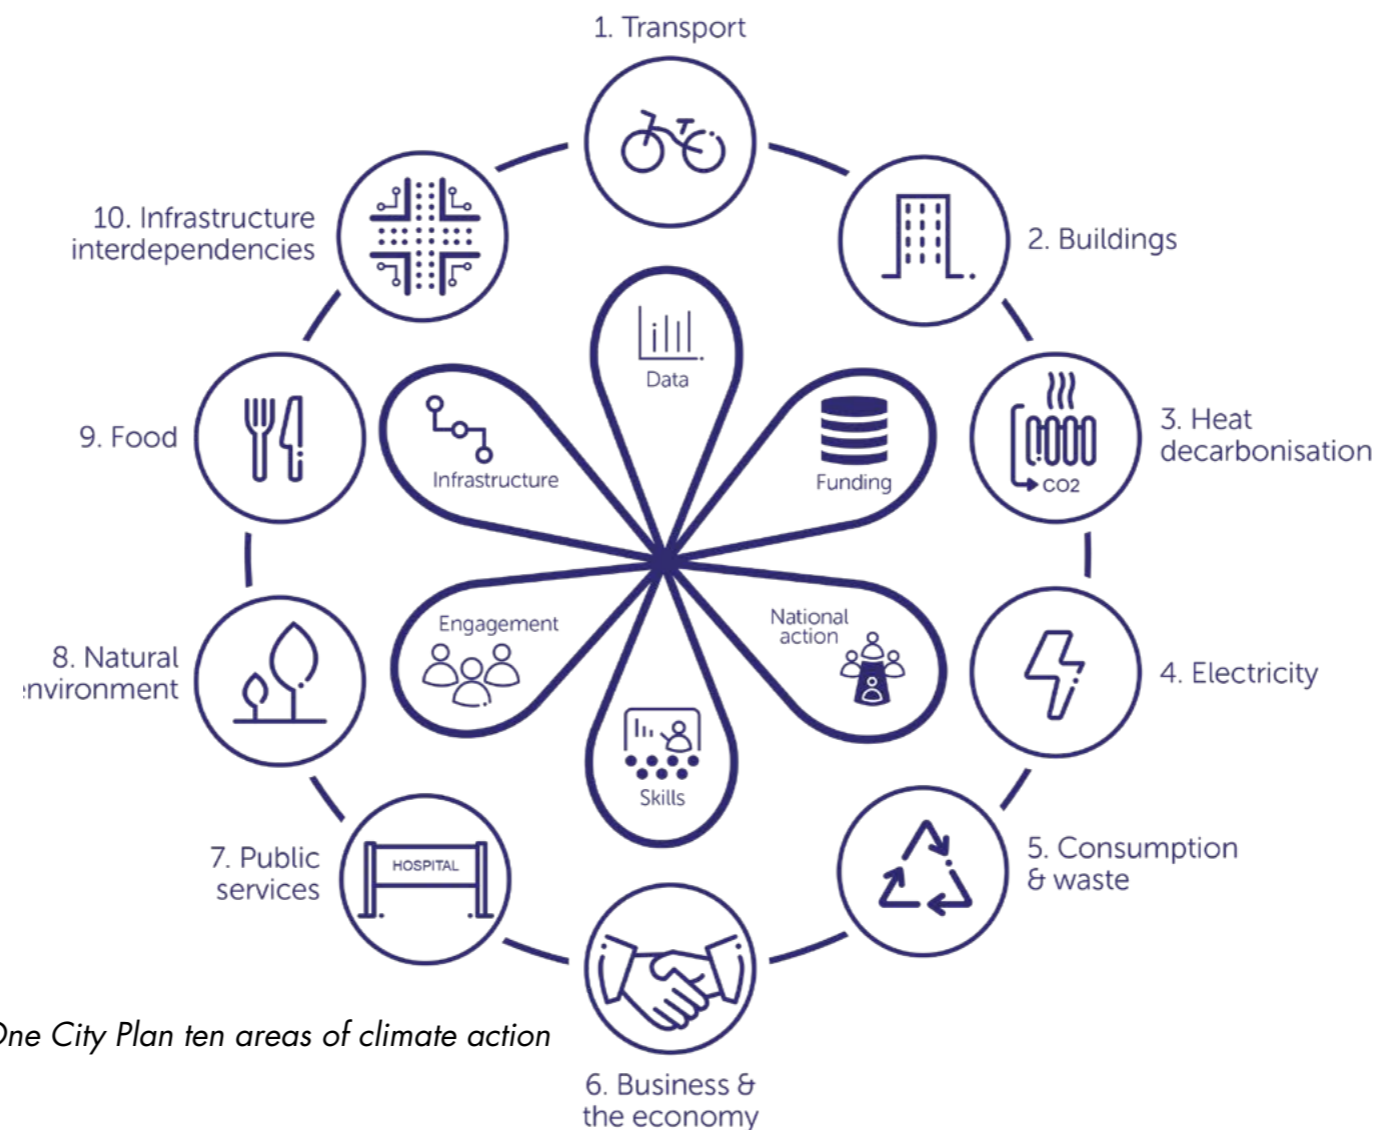 1. Transport
2. Buildings
3. Heat
decarbonisation
CO2
4. Electricity
5. Consumption
& waste
6. Business &
the economy
7. Public
services
HOSPITAL
8. Natural
nvironment
9. Food
10. Infrastructure
interdependencies
Data
Funding
National
action
Skills
Engagement
Infrastructure
One City Plan ten areas of climate action